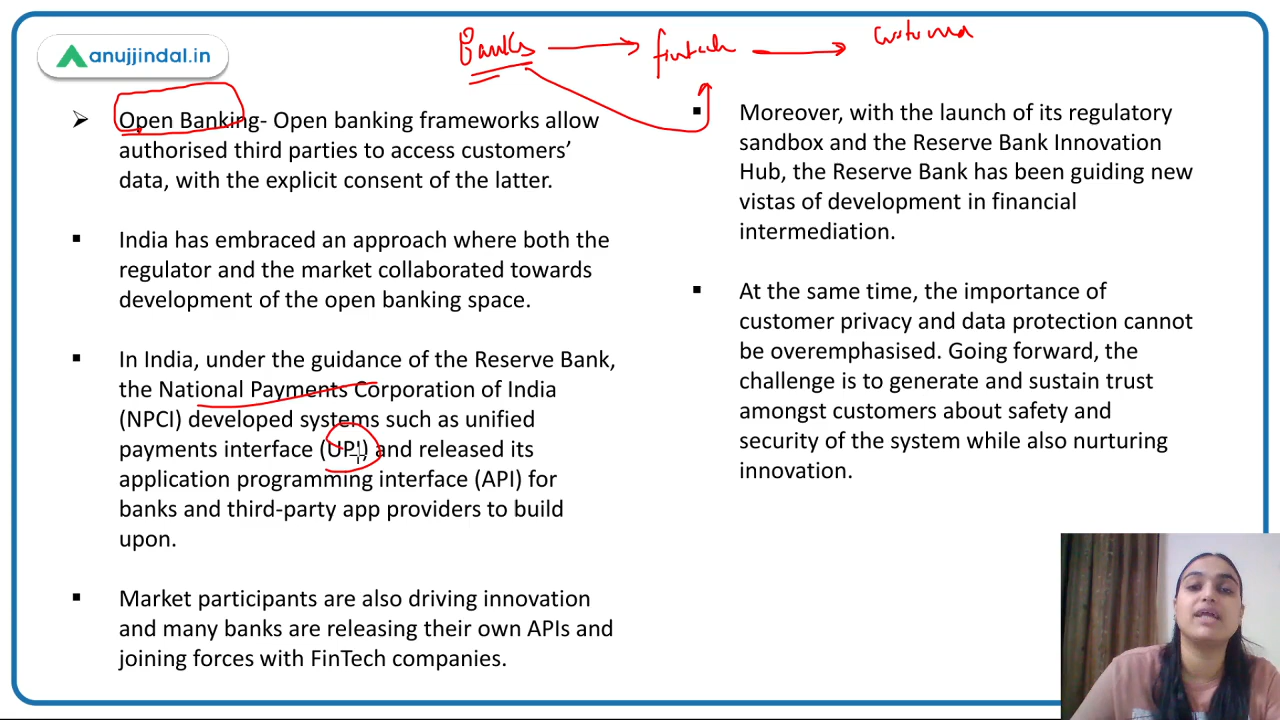 anujjindal.in
Banks → fintech → customer
Open Banking- Open banking frameworks allow
authorised third parties to access customers’
data, with the explicit consent of the latter.
India has embraced an approach where both the
regulator and the market collaborated towards
development of the open banking space.
In India, under the guidance of the Reserve Bank,
the National Payments Corporation of India
(NPCI) developed systems such as unified
payments interface (UPI) and released its
application programming interface (API) for
banks and third-party app providers to build
upon.
Market participants are also driving innovation
and many banks are releasing their own APIs and
joining forces with FinTech companies.
Moreover, with the launch of its regulatory
sandbox and the Reserve Bank Innovation
Hub, the Reserve Bank has been guiding new
vistas of development in financial
intermediation.
At the same time, the importance of
customer privacy and data protection cannot
be overemphasised. Going forward, the
challenge is to generate and sustain trust
amongst customers about safety and
security of the system while also nurturing
innovation.